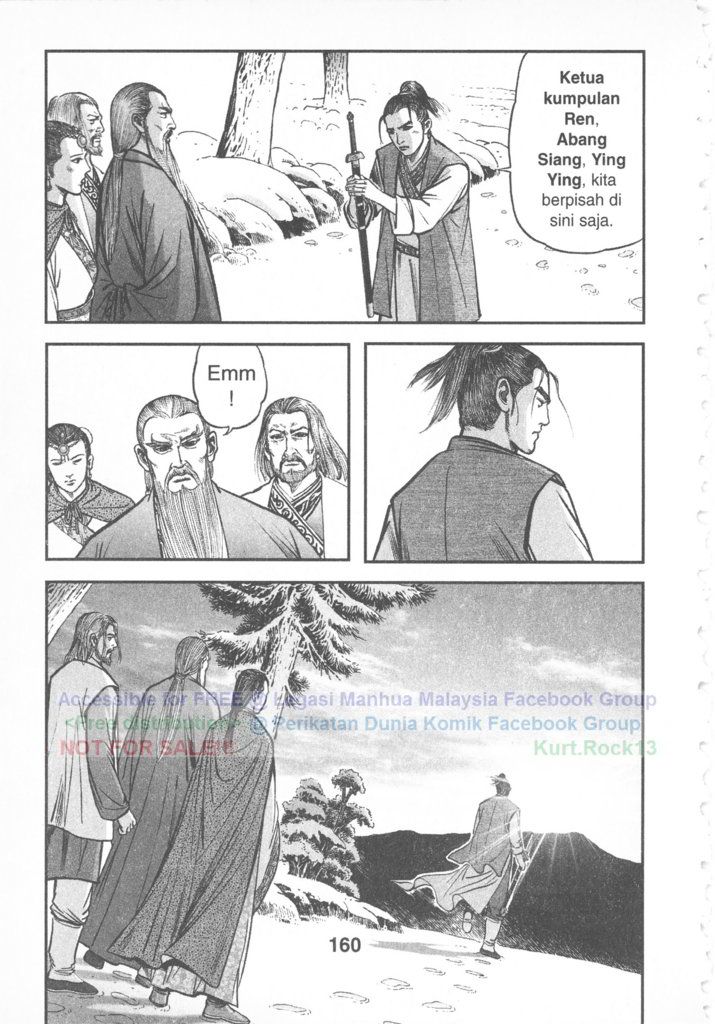 Ketua
kumpulan
Ren,
Abang
Siang, Ying
Ying, kita
berpisah di
sini saja.
Emm
!
Accessible for FREE @ Legasi Manhua Malaysia Facebook Group
<Free distribution> @ Perikatan Dunia Komik Facebook Group
NOT FOR SALE!!!
Kurt.Rock13
160